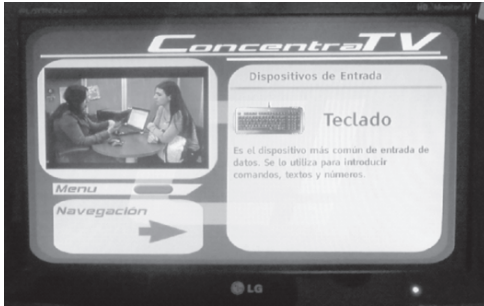 ConcentraTV
Dispositivos de Entrada
Teclado
Es el dispositivo más común de entrada de
datos. Se lo utiliza para introducir
comandos, textos y números.
Menu
Navegación
LG